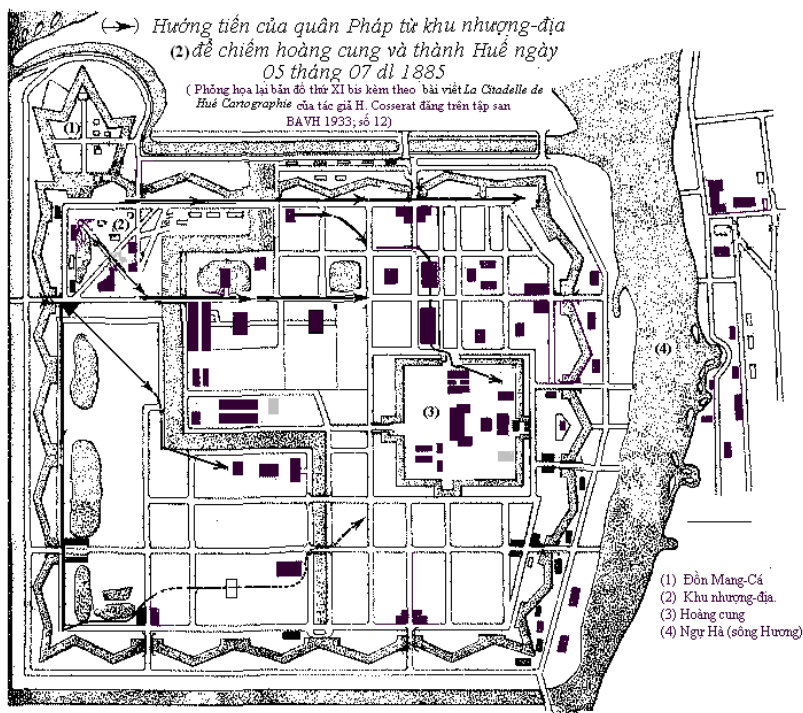 (→) Hướng tiến của quân Pháp từ khu nhượng-địa
(2) để chiếm hoàng cung và thành Huế ngày
05 tháng 07 dl 1885
( Phỏng họa lại bản đồ thứ XI bis kèm theo bài viết La Citadelle de
Hué Cartographie của tác giả H. Cosserat đăng trên tập san
BAVH 1933; số 12)
(1)
(2)
(3)
(4)
(1) Đồn Mang-Cá
(2) Khu nhượng-địa.
(3) Hoàng cung
(4) Ngự Hà (sông Hương)